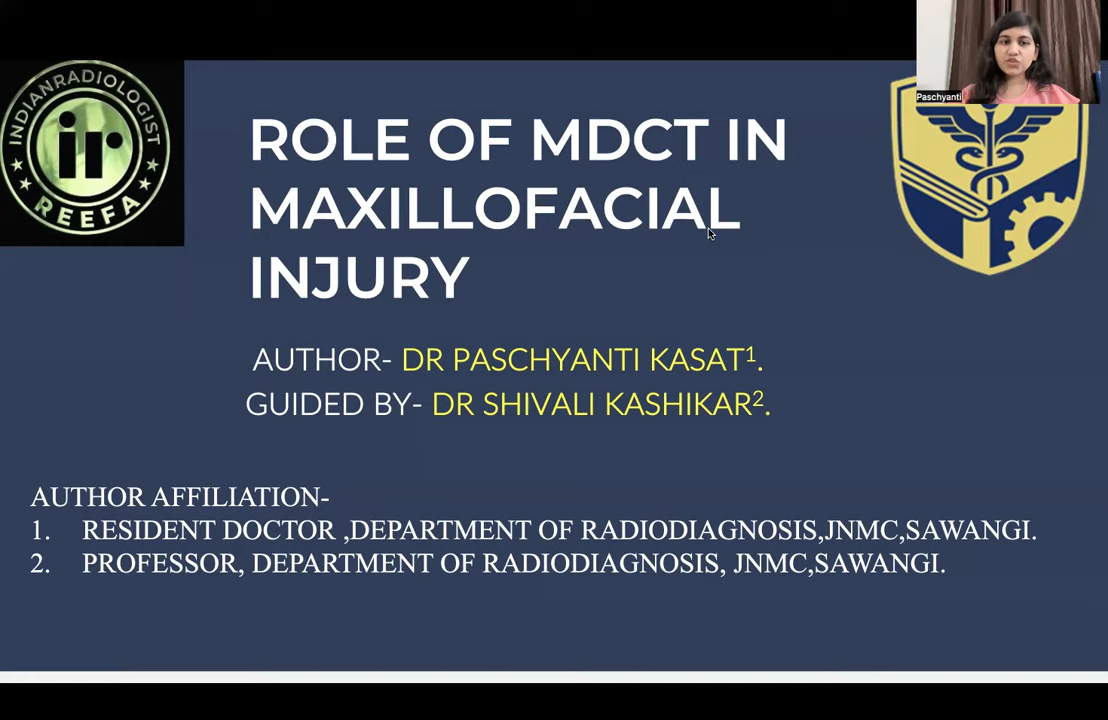 INDIANRADIOLOGIST
ir
REEFA
Paschyanti
ROLE OF MDCT IN
MAXILLOFACIAL
INJURY
AUTHOR- DR PASCHYANTI KASAT¹.
GUIDED BY- DR SHIVALI KASHIKAR².
AUTHOR AFFILIATION-
1. RESIDENT DOCTOR ,DEPARTMENT OF RADIODIAGNOSIS,JNMC,SAWANGI.
2. PROFESSOR, DEPARTMENT OF RADIODIAGNOSIS, JNMC,SAWANGI.